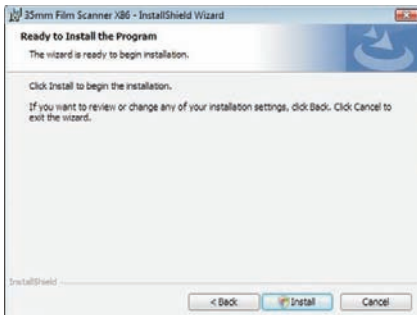 35mm Film Scanner X86 - InstallShield Wizard
Ready to Install the Program
The wizard is ready to begin installation.
Click Install to begin the installation.
If you want to review or change any of your installation settings, click Back. Click Cancel to
exit the wizard.
InstallShield
< Back
Install
Cancel